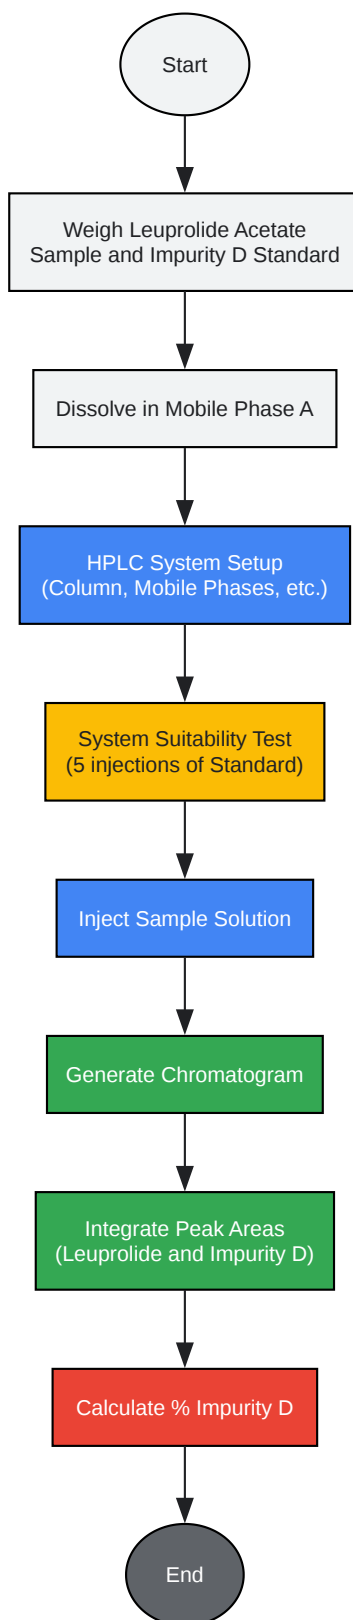 Start
Weigh Leuprolide Acetate
Sample and Impurity D Standard
Dissolve in Mobile Phase A
HPLC System Setup
(Column, Mobile Phases, etc.)
System Suitability Test
(5 injections of Standard)
Inject Sample Solution
Generate Chromatogram
Integrate Peak Areas
(Leuprolide and Impurity D)
Calculate % Impurity D
End